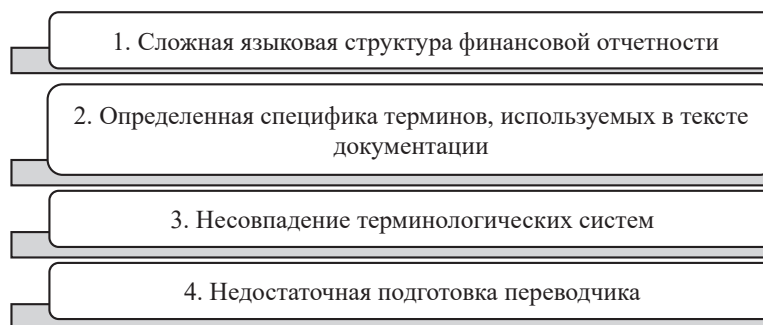 1. Сложная языковая структура финансовой отчетности
2. Определенная специфика терминов, используемых в тексте
документации
3. Несовпадение терминологических систем
4. Недостаточная подготовка переводчика